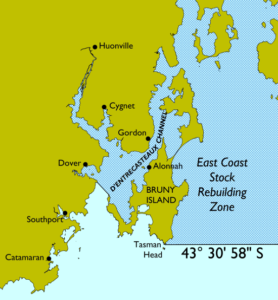 Huonville
Cygnet
Gordon
D'ENTRECASTEAUX CHANNEL
Dover
Alonnah
East Coast
Stock
Rebuilding
Zone
BRUNY
ISLAND
Southport
Tasman
Head
43° 30' 58" S
Catamaran